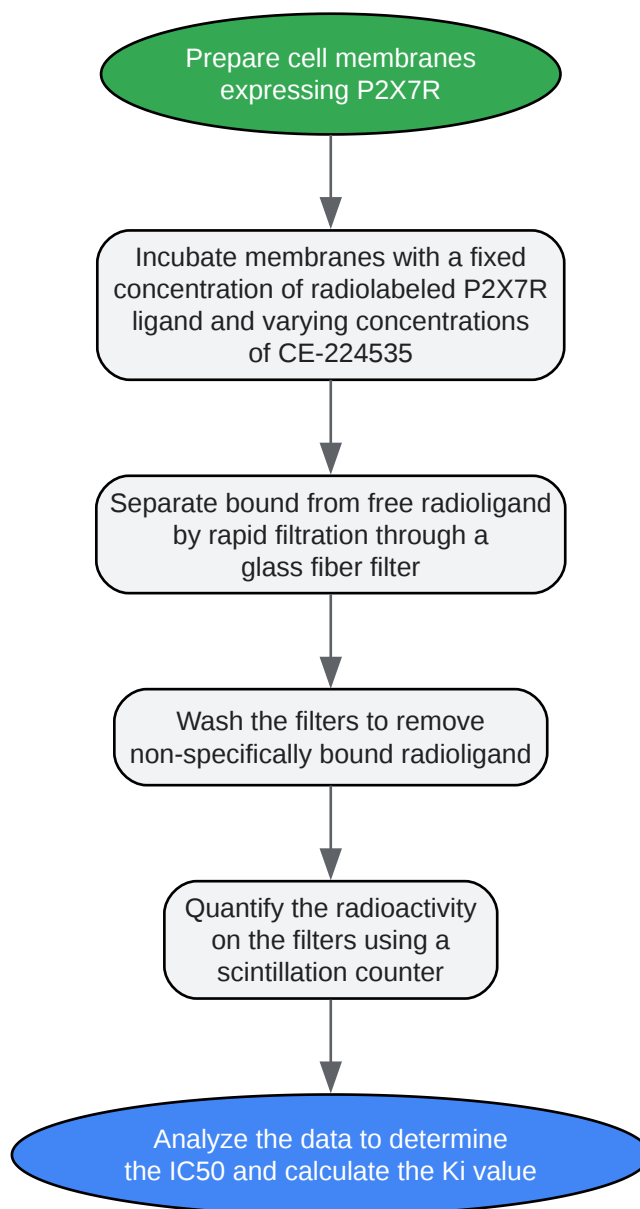 Prepare cell membranes
expressing P2X7R
Incubate membranes with a fixed
concentration of radiolabeled P2X7R
ligand and varying concentrations
of CE-224535
Separate bound from free radioligand
by rapid filtration through a
glass fiber filter
Wash the filters to remove
non-specifically bound radioligand
Quantify the radioactivity
on the filters using a
scintillation counter
Analyze the data to determine
the IC50 and calculate the Ki value